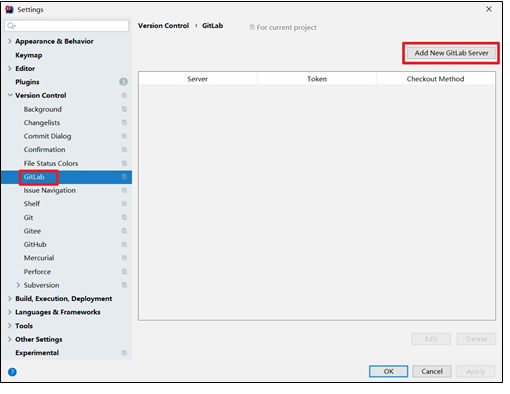 Settings
Version Control › GitLab
For current project
Appearance & Behavior
Keymap
Editor
Plugins
Version Control
Background
Changelists
Commit Dialog
Confirmation
File Status Colors
GitLab
Issue Navigation
Shelf
Git
Gitee
GitHub
Mercurial
Perforce
Subversion
Build, Execution, Deployment
Languages & Frameworks
Tools
Other Settings
Experimental
Add New GitLab Server
Server Token Checkout Method
Edit Delete
? OK Cancel Apply